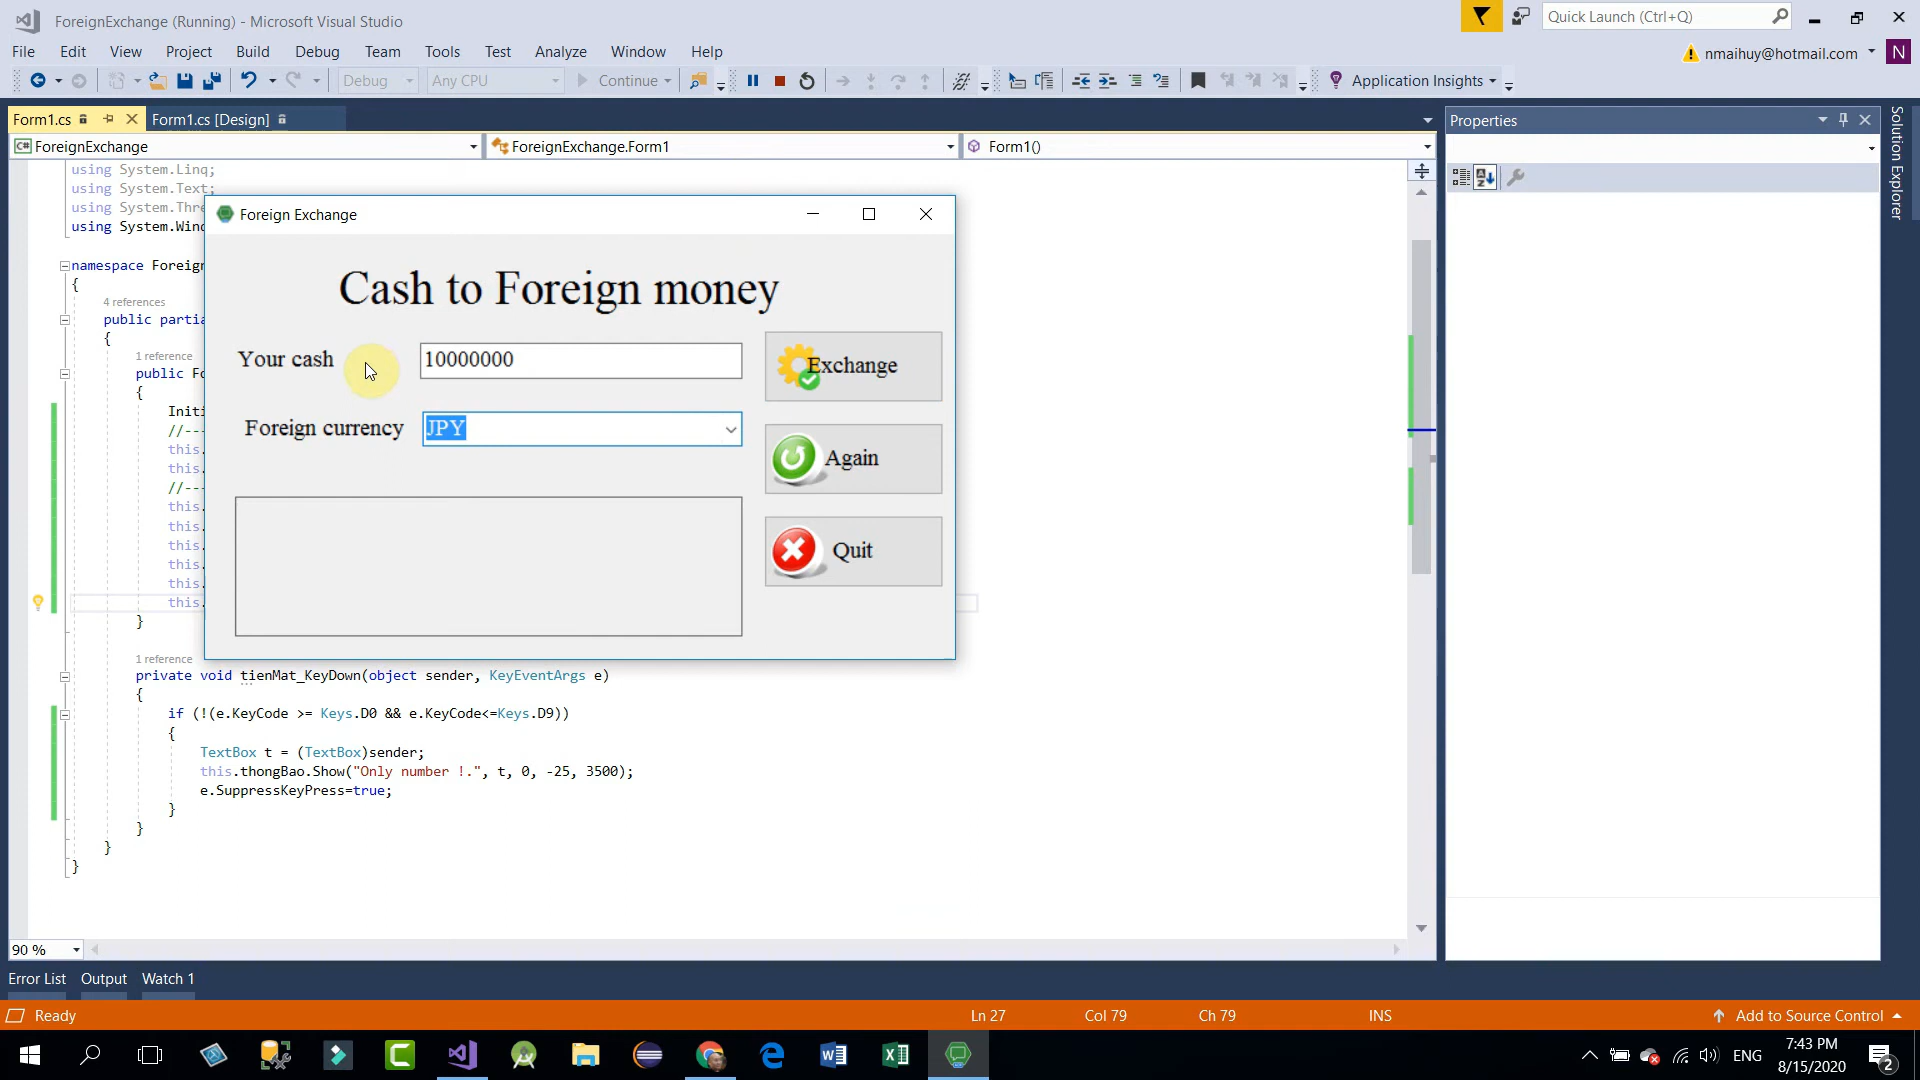 ForeignExchange (Running) - Microsoft Visual Studio
Quick Launch (Ctrl+Q)
File Edit View Project Build Debug Team Tools Test Analyze Window Help
nmaihuy@hotmail.com N
Debug Any CPU Continue Application Insights
Form1.cs Form1.cs [Design]
Properties
Solution Explorer
C# ForeignExchange ForeignExchange.Form1 Form1()
using System.Linq;
using System.Text;
using System.Thre
using System.Wind
namespace Foreign
{
4 references
public partia
{
1 reference
public Fo
{
Initi
//---
this.
this.
//---
this.
this.
this.
this.
this.
this.
}
Foreign Exchange
Cash to Foreign money
Your cash 10000000
Foreign currency JPY
Exchange
Again
Quit
1 reference
private void tienMat_KeyDown(object sender, KeyEventArgs e)
{
if (!(e.KeyCode >= Keys.D0 && e.KeyCode<=Keys.D9))
{
TextBox t = (TextBox)sender;
this.thongBao.Show("Only number !.", t, 0, -25, 3500);
e.SuppressKeyPress=true;
}
}
}
}
90 %
Error List Output Watch 1
Ready Ln 27 Col 79 Ch 79 INS Add to Source Control
ENG 7:43 PM
8/15/2020
2